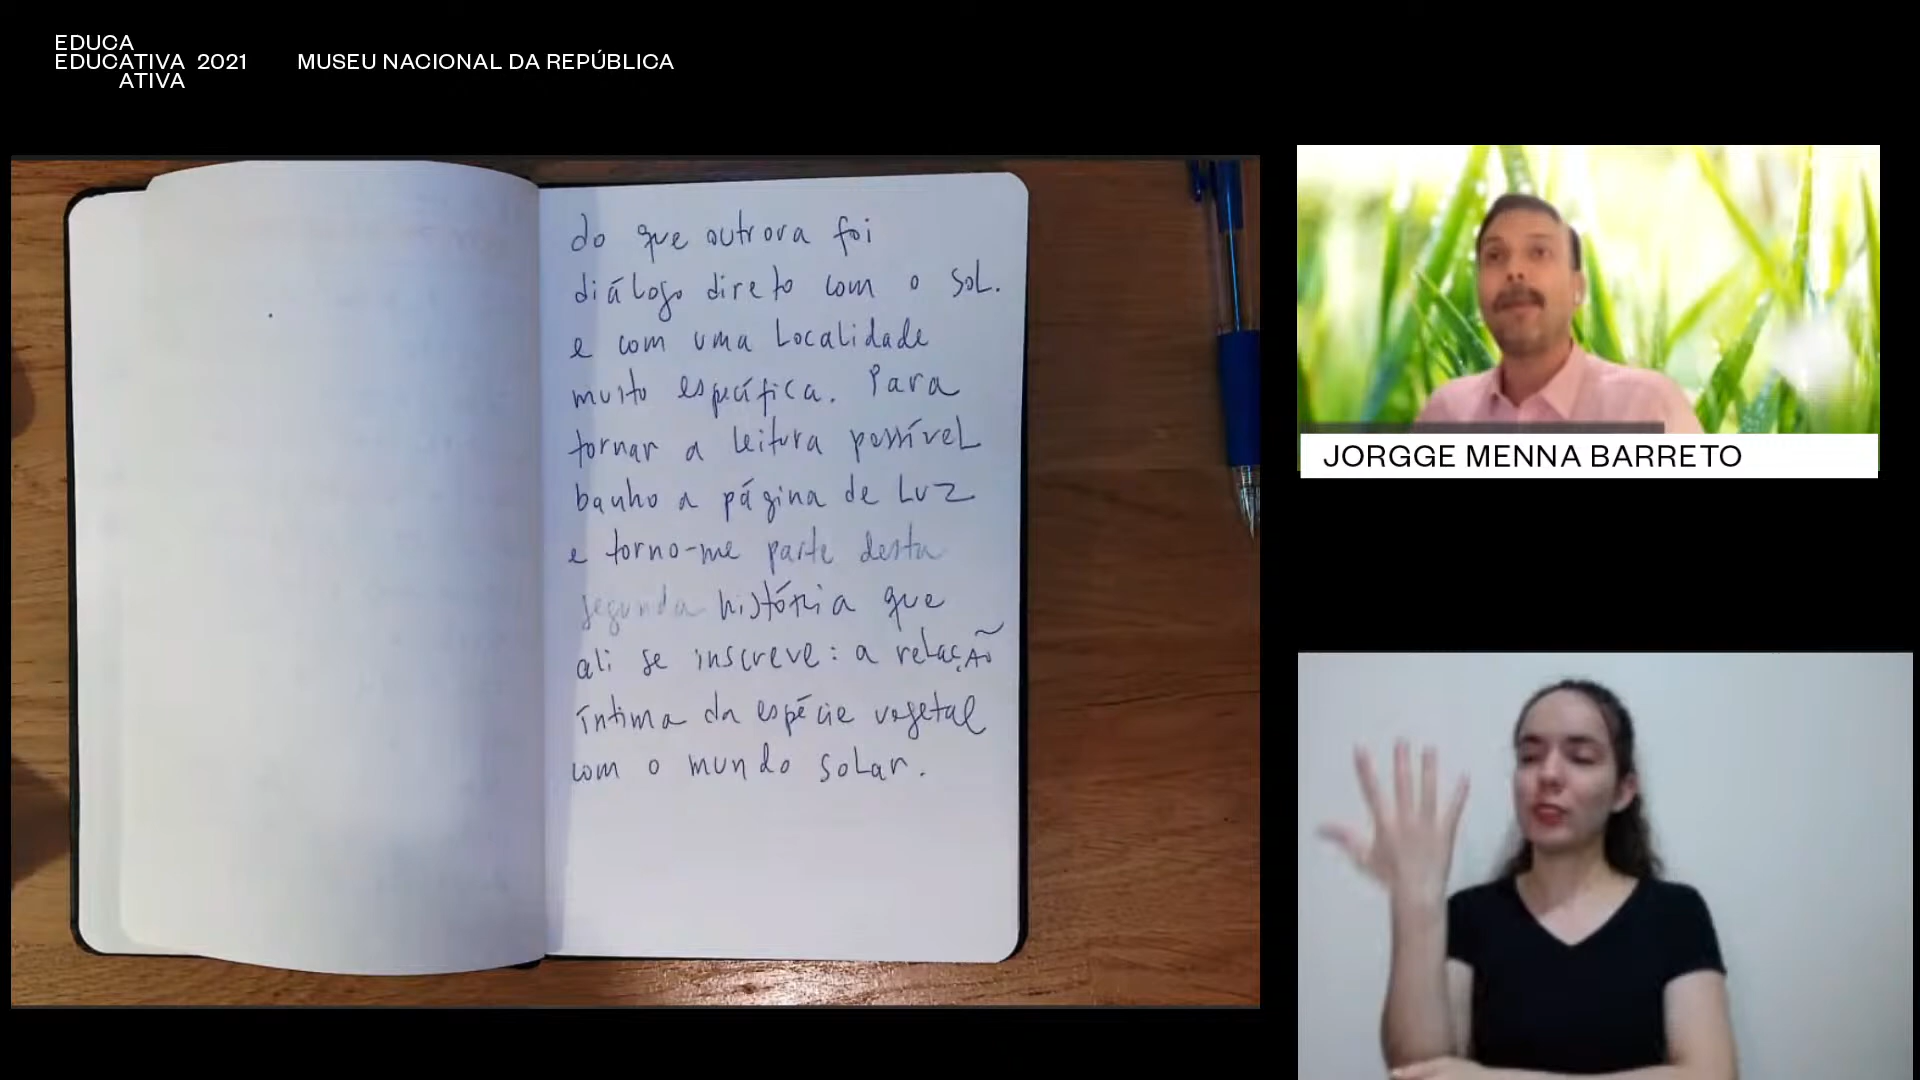 EDUCA
EDUCATIVA 2021
ATIVA
MUSEU NACIONAL DA REPÚBLICA
do que outrora foi
diálogo direto com o sol.
e com uma localidade
muito específica. Para
tornar a leitura possível
banho a página de luz
e torno-me parte desta
segunda história que
ali se inscreve: a relação
íntima da espécie vegetal
com o mundo solar.
JORGGE MENNA BARRETO